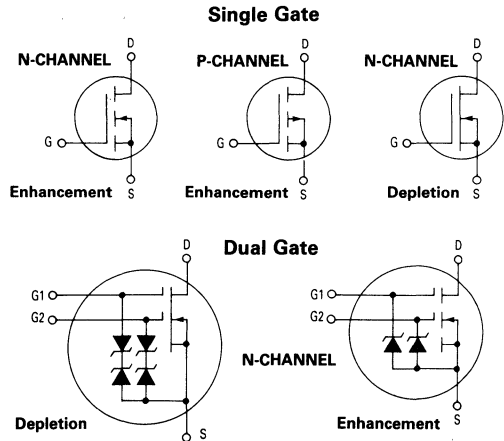 Single Gate
N-CHANNEL
P-CHANNEL
N-CHANNEL
D
D
D
G
G
G
S
S
S
Enhancement
Enhancement
Depletion
Dual Gate
D
D
G1
G2
G1
G2
N-CHANNEL
S
S
Depletion
Enhancement